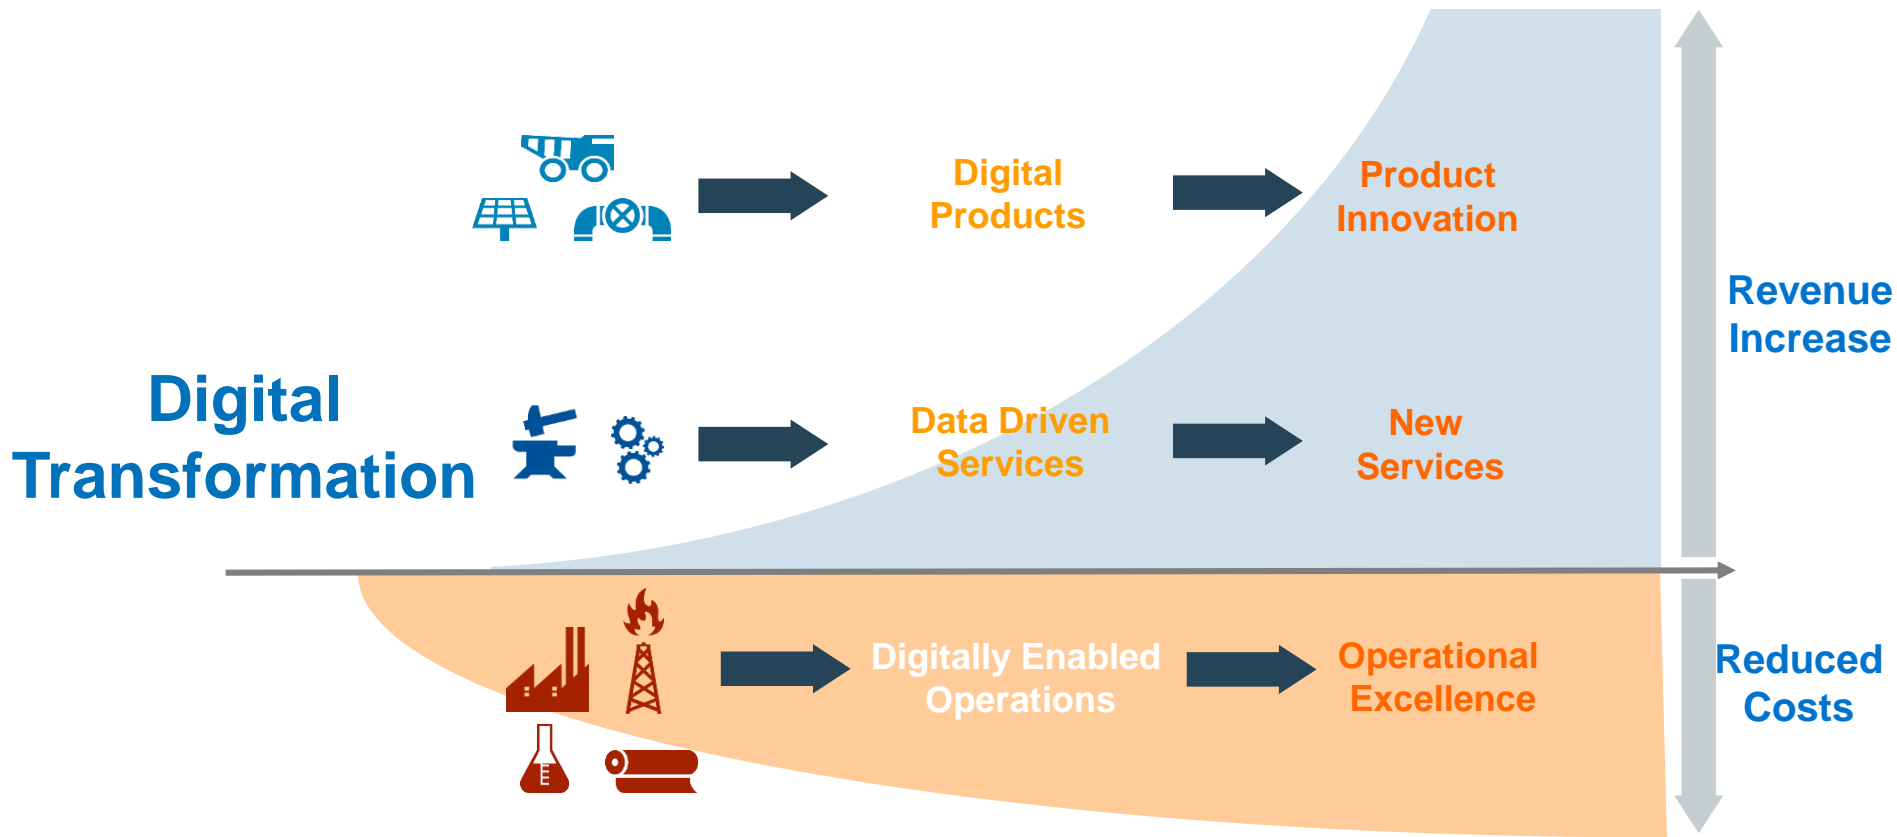 Digital
Products
Product
Innovation
Revenue
Increase
Digital
Transformation
Data Driven
Services
New
Services
Digitally Enabled
Operations
Operational
Excellence
Reduced
Costs